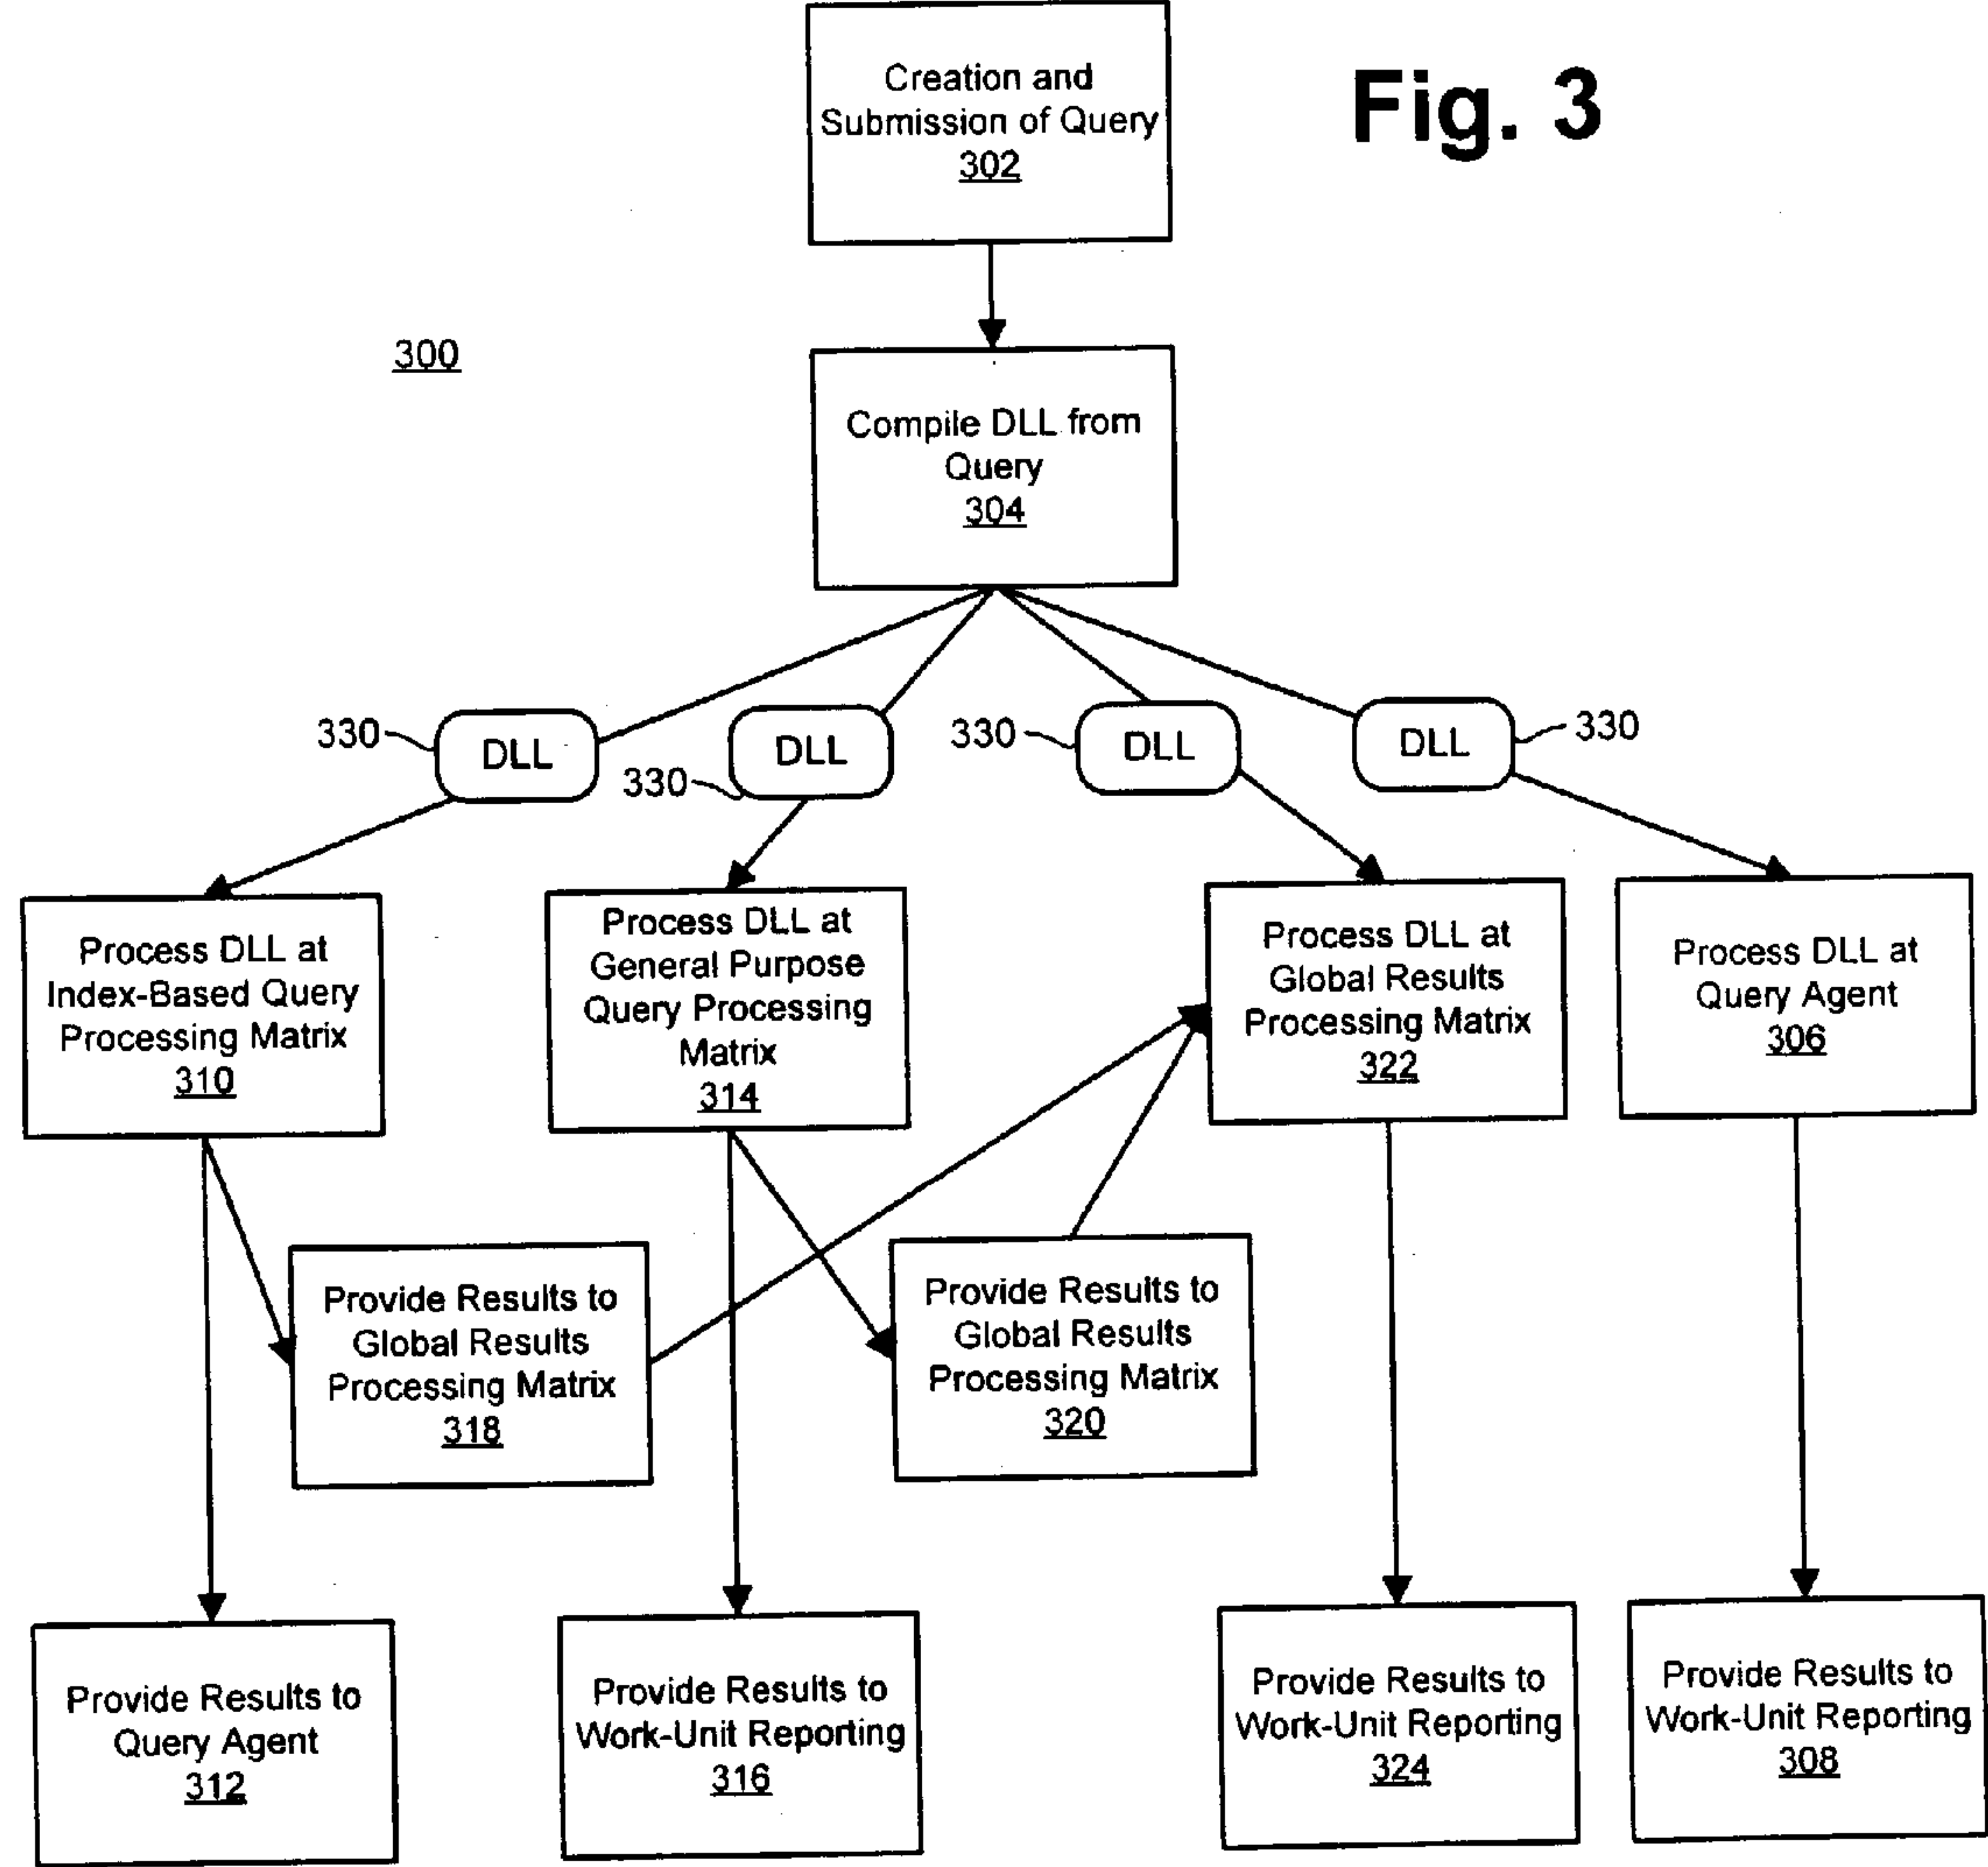 Creation and
Submission of Query
302
Fig. 3
300
Compile DLL from
Query
304
330
DLL
330
DLL
330
DLL
DLL
330
Process DLL at
Index-Based Query
Processing Matrix
310
Process DLL at
General Purpose
Query Processing
Matrix
314
Process DLL at
Global Results
Processing Matrix
322
Process DLL at
Query Agent
306
Provide Results to
Global Results
Processing Matrix
318
Provide Results to
Global Results
Processing Matrix
320
Provide Results to
Query Agent
312
Provide Results to
Work-Unit Reporting
316
Provide Results to
Work-Unit Reporting
324
Provide Results to
Work-Unit Reporting
308